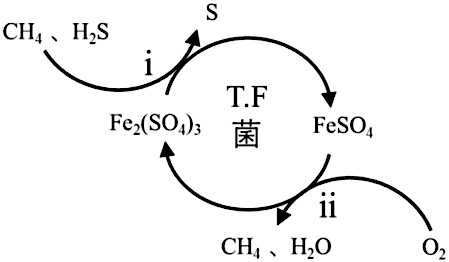 S
CH₄ 、H₂S
i
T.F
菌
Fe₂(SO₄)₃
FeSO₄
ii
CH₄ 、H₂O
O₂